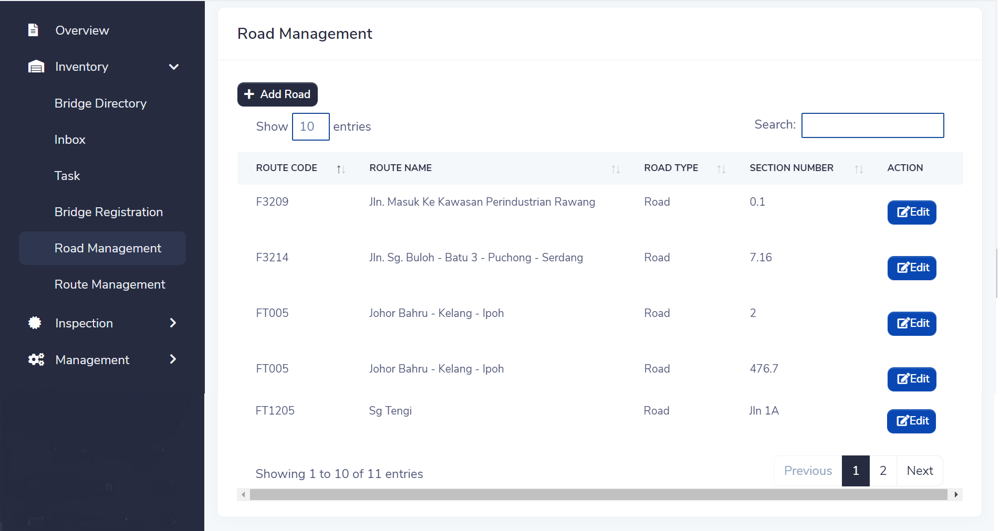 Overview
Inventory
Bridge Directory
Inbox
Task
Bridge Registration
Road Management
Route Management
Inspection
Management
Road Management
Add Road
Show 10 entries
Search:
ROUTE CODE ROUTE NAME ROAD TYPE SECTION NUMBER ACTION
F3209 Jln. Masuk Ke Kawasan Perindustrian Rawang Road 0.1 Edit
F3214 Jln. Sg. Buloh - Batu 3 - Puchong - Serdang Road 7.16 Edit
FT005 Johor Bahru - Kelang - Ipoh Road 2 Edit
FT005 Johor Bahru - Kelang - Ipoh Road 476.7 Edit
FT1205 Sg Tengi Road Jln 1A Edit
Showing 1 to 10 of 11 entries
Previous 1 2 Next